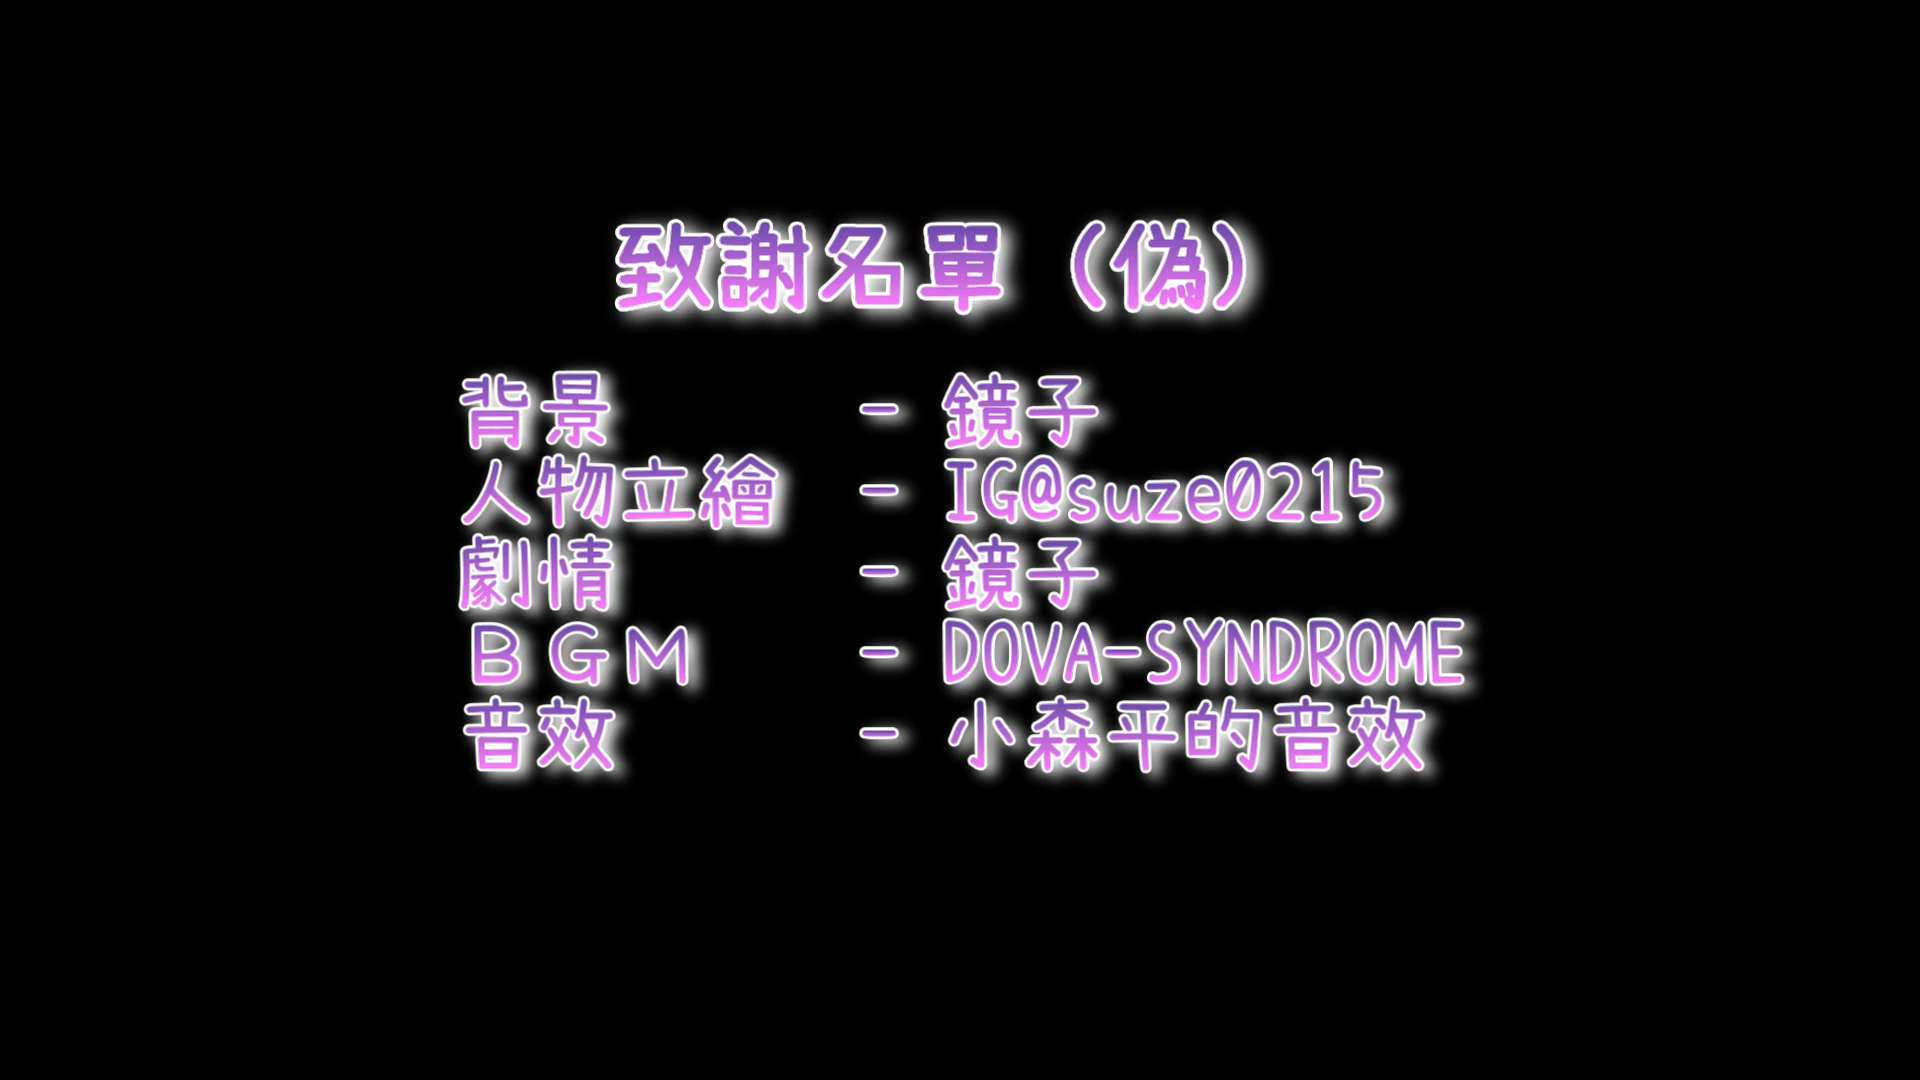 致謝名單（偽）
背景 - 鏡子
人物立繪 - IG@suze0215
劇情 - 鏡子
ＢＧＭ - DOVA-SYNDROME
音效 - 小森平的音效